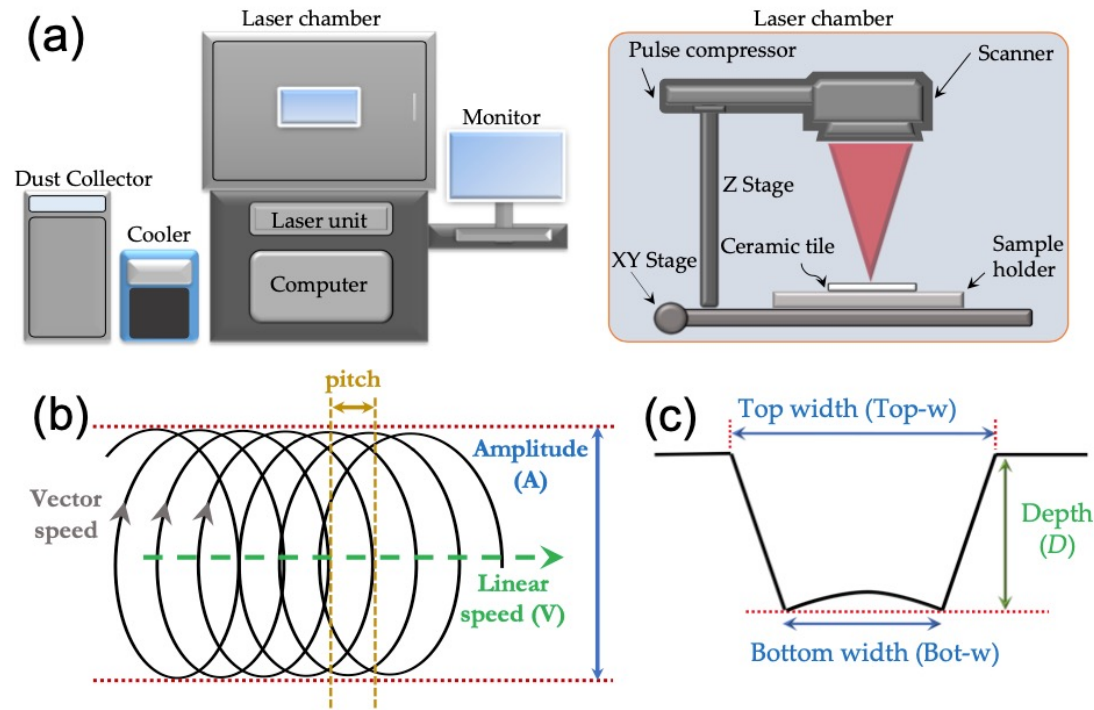 (a)
Laser chamber
Monitor
Dust Collector
Cooler
Laser unit
Computer
Laser chamber
Pulse compressor
Scanner
Z Stage
Ceramic tile
XY Stage
Sample
holder
(b)
pitch
Amplitude
(A)
Vector
speed
Linear
speed (V)
(c)
Top width (Top-w)
Depth
(D)
Bottom width (Bot-w)